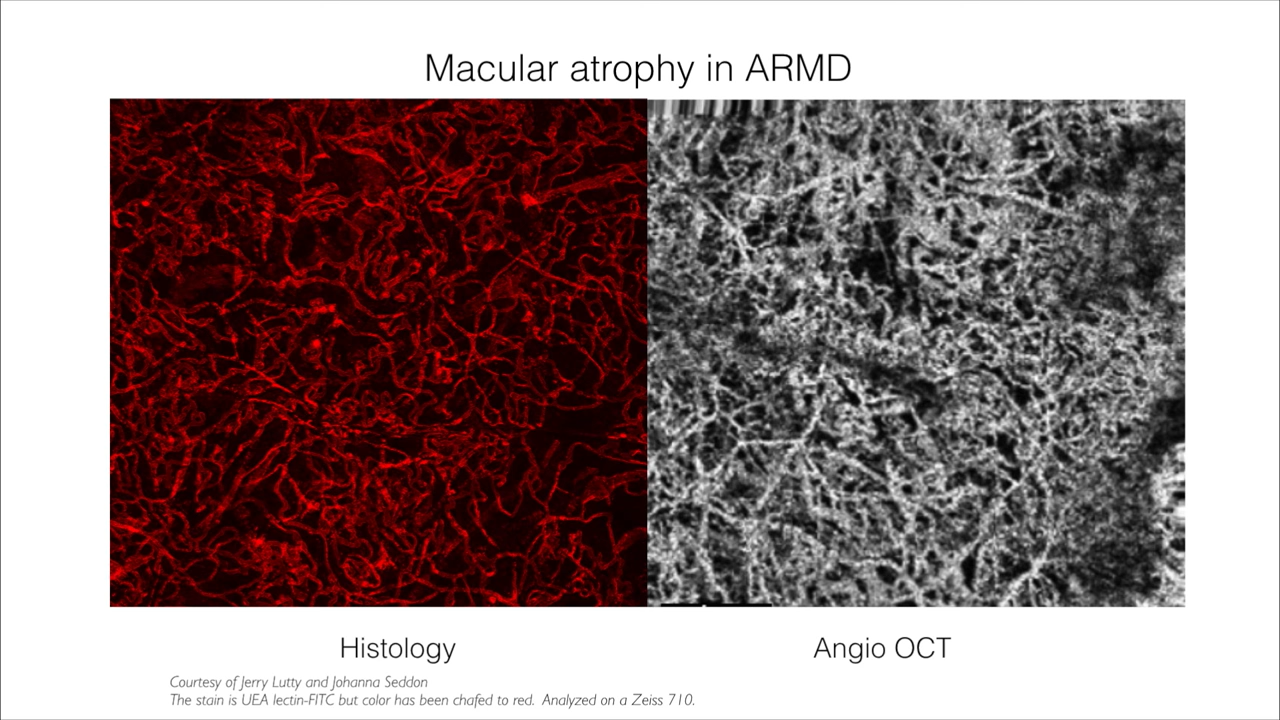 Macular atrophy in ARMD
Histology
Angio OCT
Courtesy of Jerry Lutty and Johanna Seddon
The stain is UEA lectin-FITC but color has been chafed to red. Analyzed on a Zeiss 710.